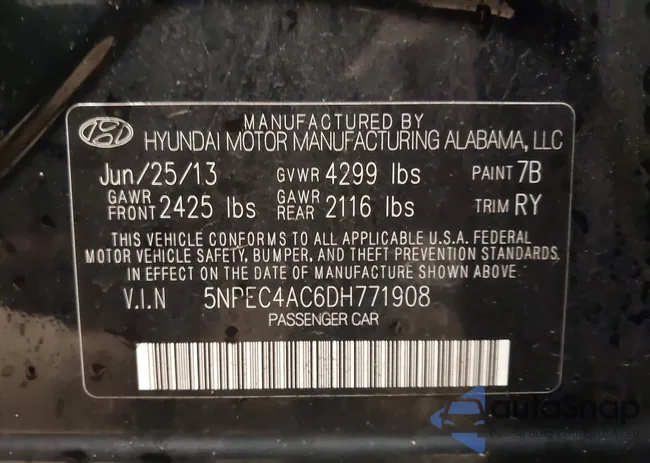 MANUFACTURED BY
HYUNDAI MOTOR MANUFACTURING ALABAMA, LLC
Jun/25/13 GVWR 4299 lbs PAINT 7B
GAWR FRONT 2425 lbs GAWR REAR 2116 lbs TRIM RY
THIS VEHICLE CONFORMS TO ALL APPLICABLE U.S.A. FEDERAL
MOTOR VEHICLE SAFETY, BUMPER, AND THEFT PREVENTION STANDARDS
IN EFFECT ON THE DATE OF MANUFACTURE SHOWN ABOVE.
V.I.N 5NPEC4AC6DH771908
PASSENGER CAR
autoSnap